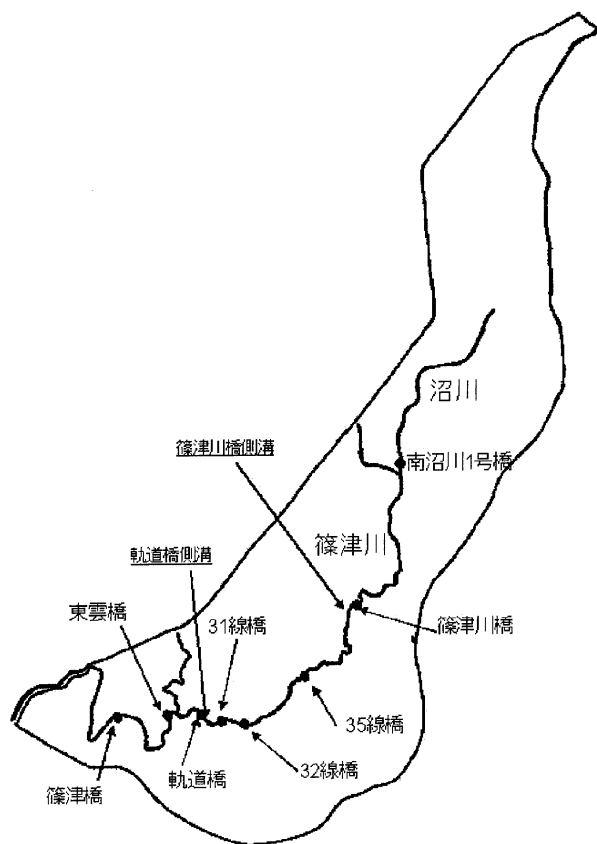 沼川
篠津川橋側溝
南沼川1号橋
篠津川
軌道橋側溝
東雲橋
31線橋
篠津川橋
35線橋
32線橋
軌道橋
篠津橋